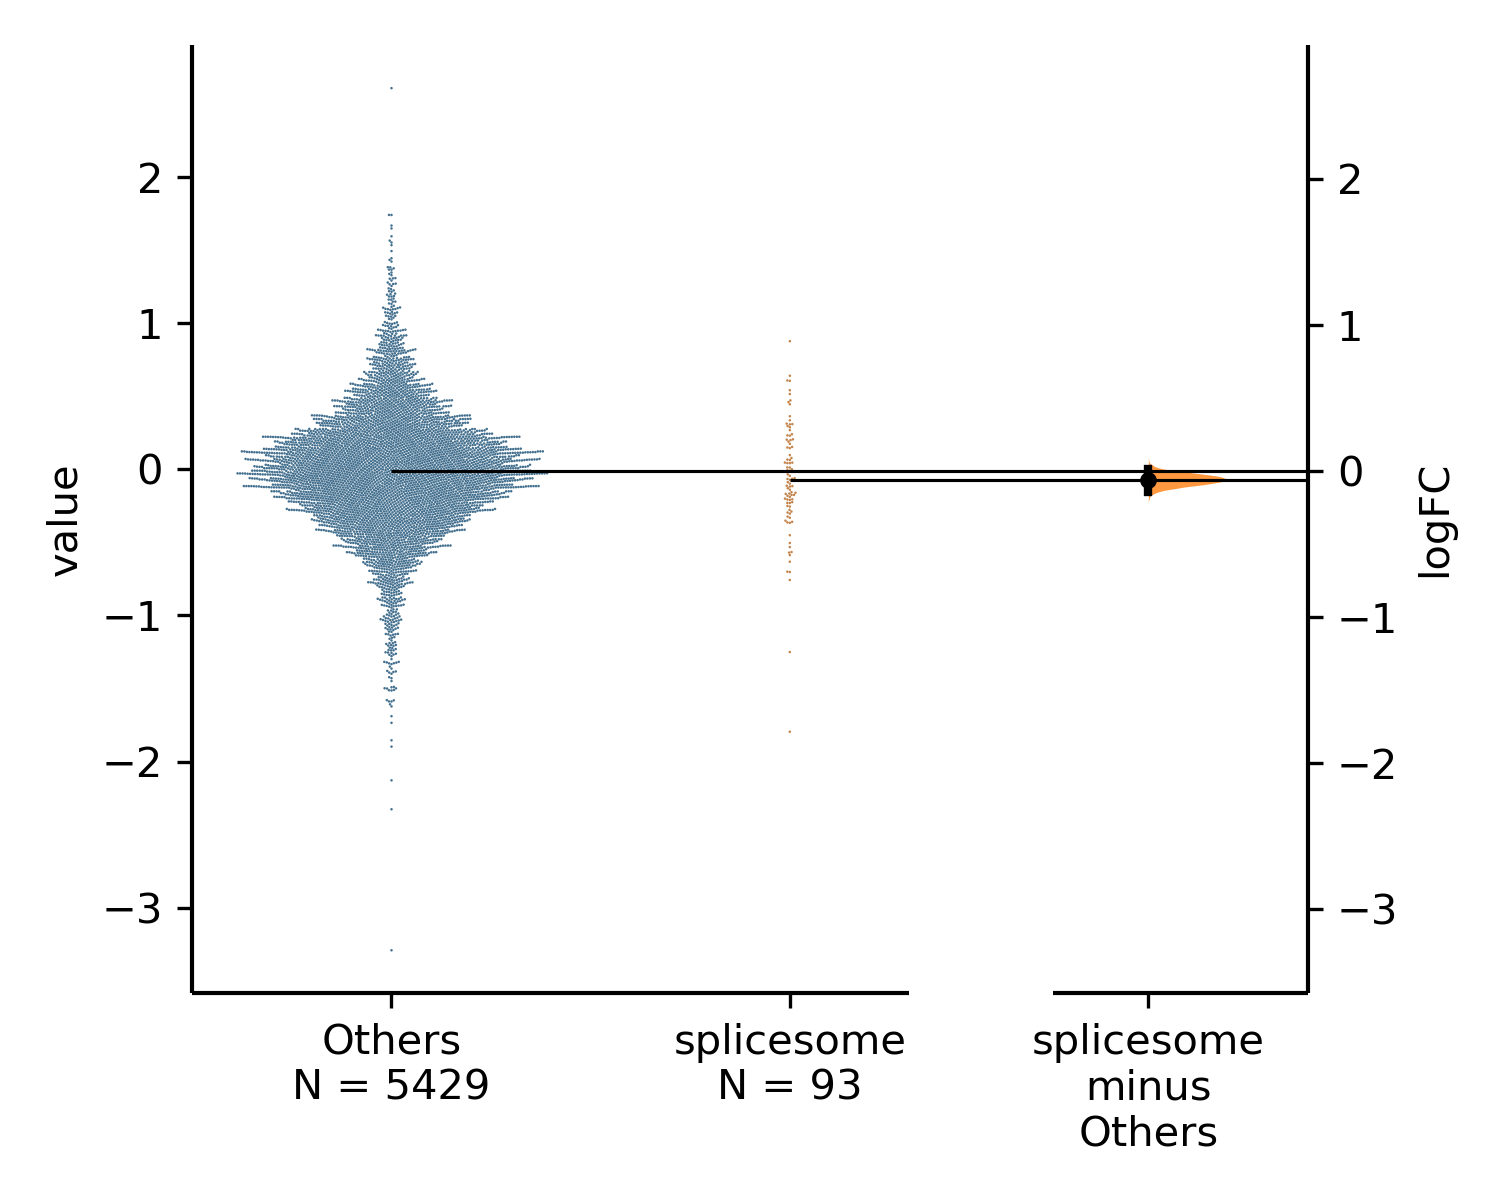 value
2
1
0
−1
−2
−3
2
1
0
−1
−2
−3
logFC
Others
N = 5429
splicesome
N = 93
splicesome
minus
Others